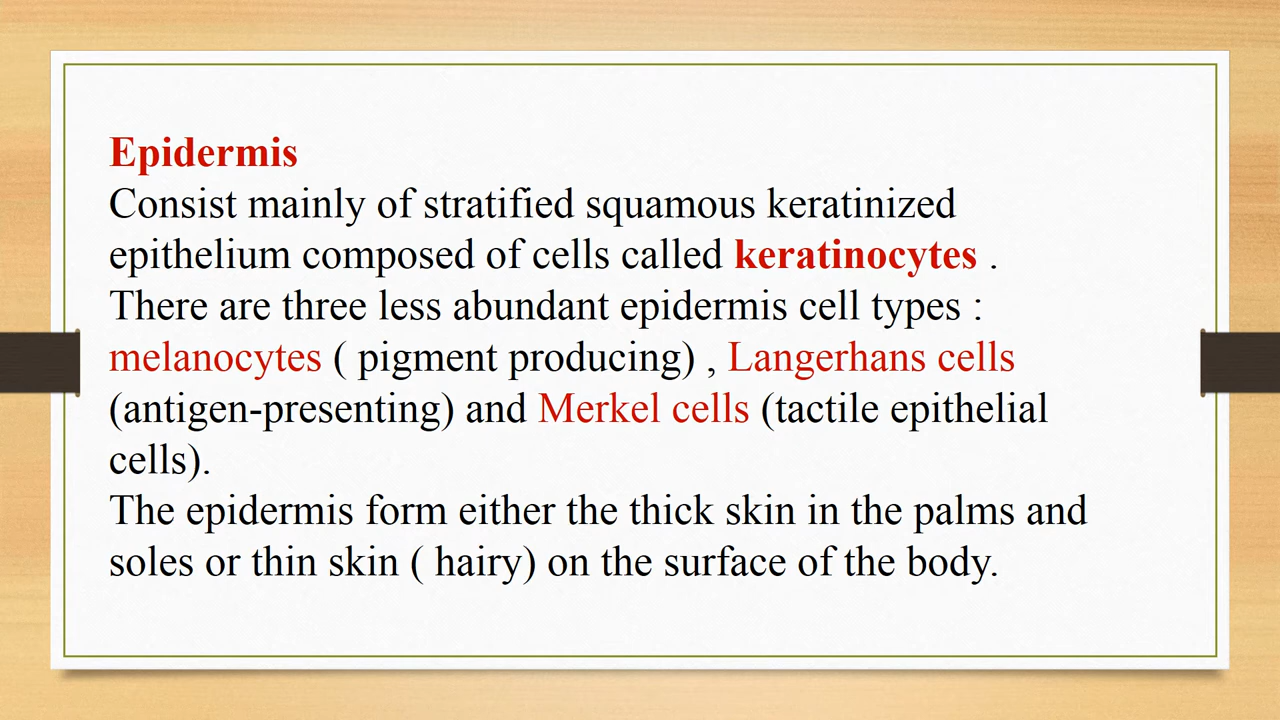 Epidermis
Consist mainly of stratified squamous keratinized
epithelium composed of cells called keratinocytes .
There are three less abundant epidermis cell types :
melanocytes ( pigment producing) , Langerhans cells
(antigen-presenting) and Merkel cells (tactile epithelial
cells).
The epidermis form either the thick skin in the palms and
soles or thin skin ( hairy) on the surface of the body.